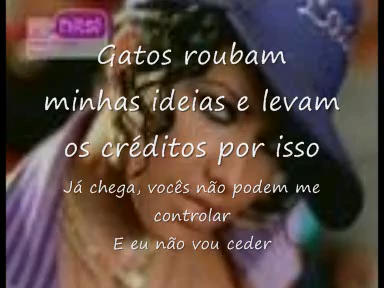 hits!
Gatos roubam
minhas ideias e levam
os créditos por isso
Já chega, vocês não podem me
controlar
E eu não vou ceder